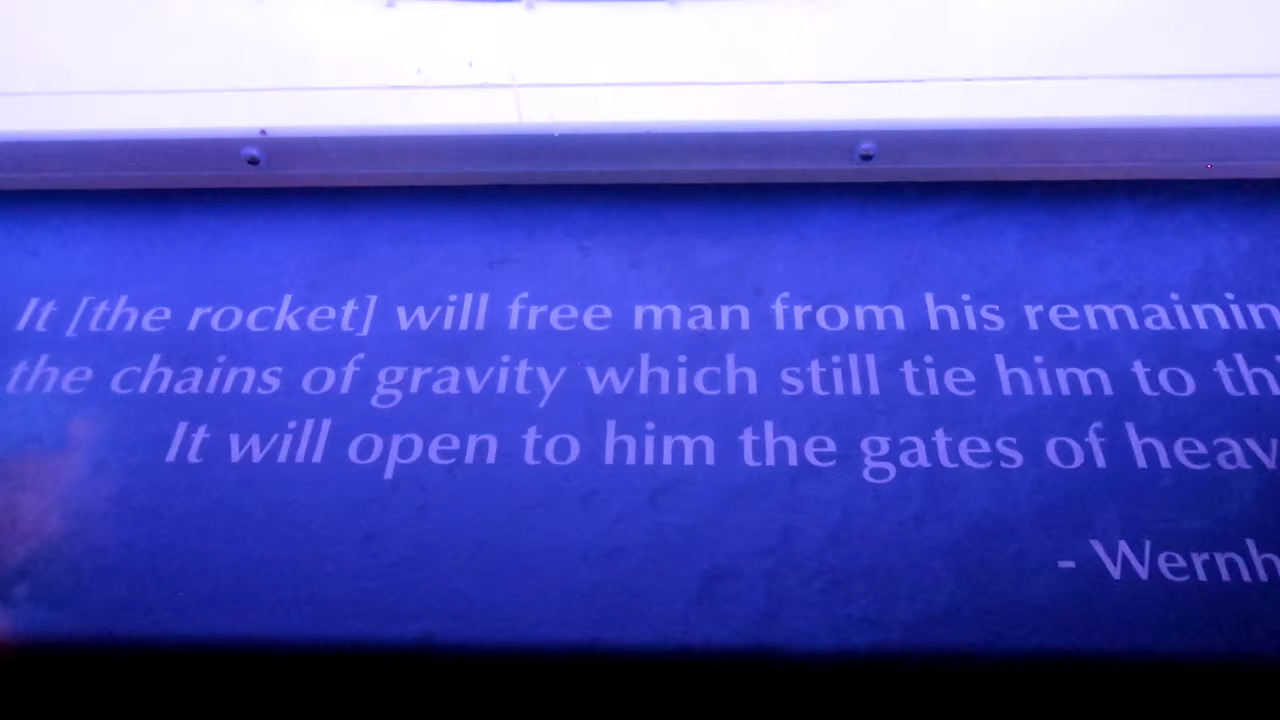 It [the rocket] will free man from his remainin
the chains of gravity which still tie him to thi
It will open to him the gates of heav
- Wernh